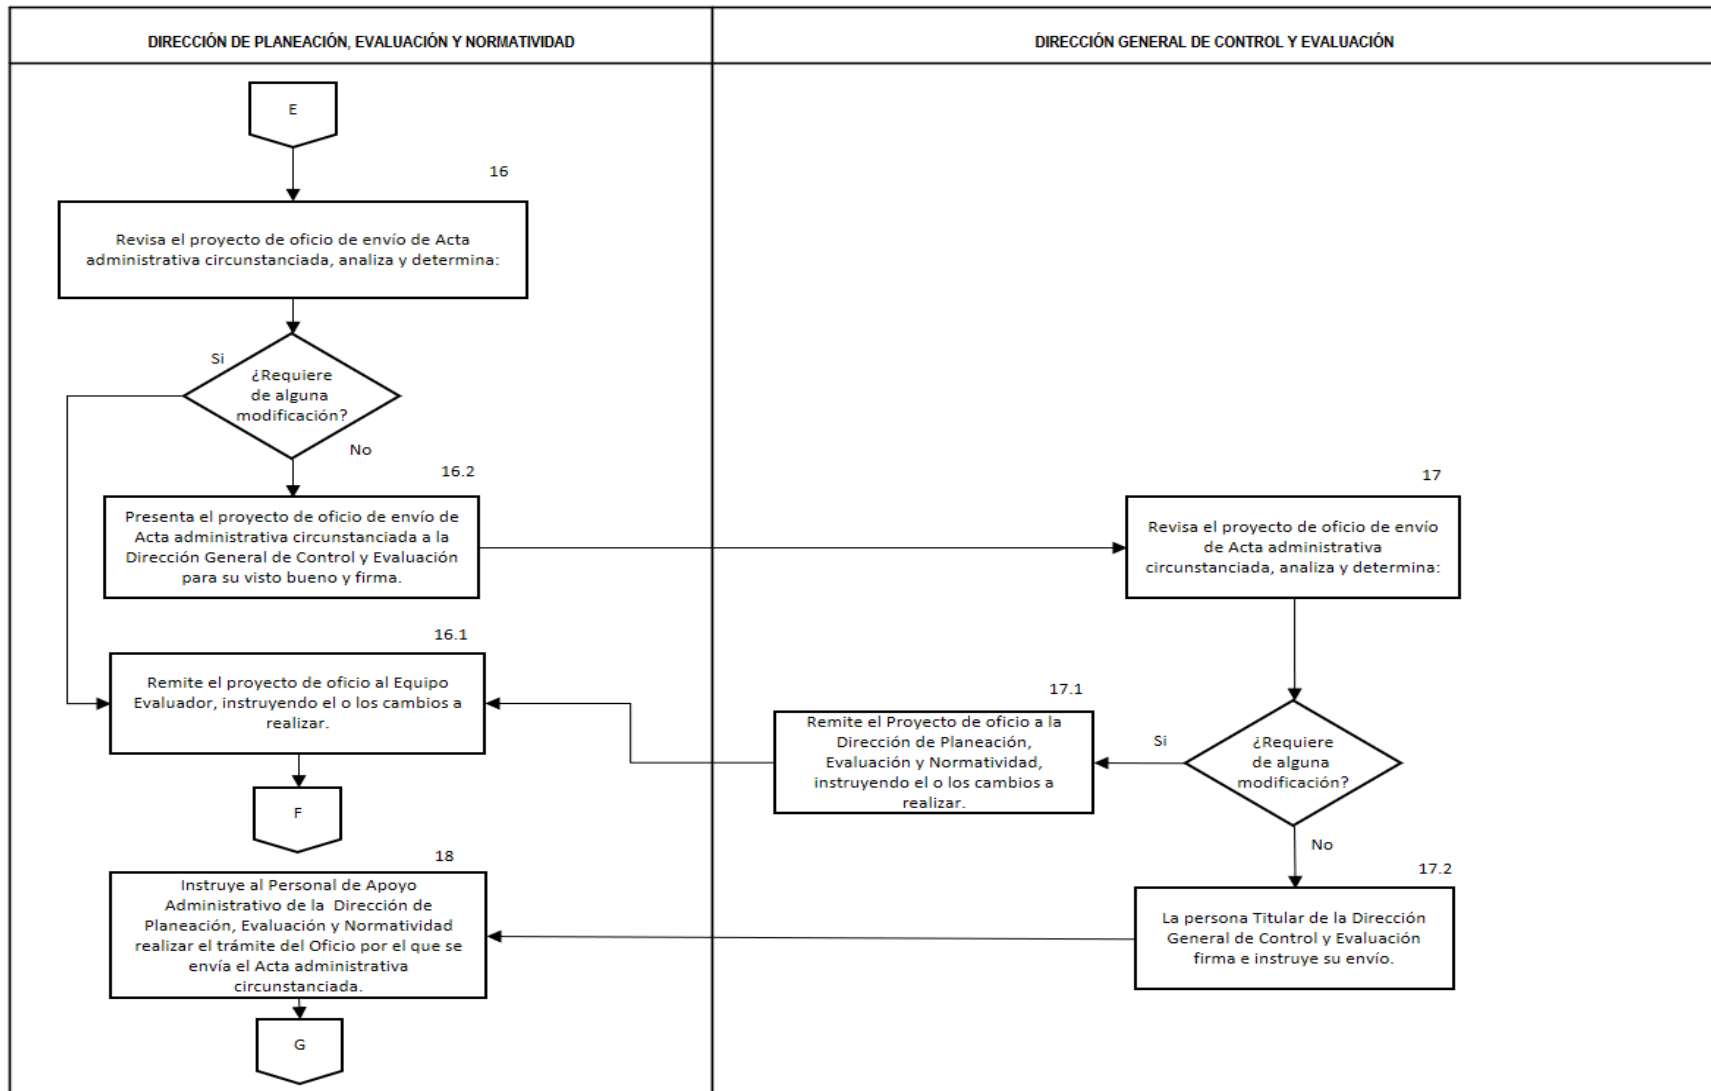 DIRECCIÓN DE PLANEACIÓN, EVALUACIÓN Y NORMATIVIDAD
DIRECCIÓN GENERAL DE CONTROL Y EVALUACIÓN
E
16
Revisa el proyecto de oficio de envío de Acta
administrativa circunstanciada, analiza y determina:
Si
¿Requiere
de alguna
modificación?
No
16.2
Presenta el proyecto de oficio de envío de
Acta administrativa circunstanciada a la
Dirección General de Control y Evaluación
para su visto bueno y firma.
17
Revisa el proyecto de oficio de envío
de Acta administrativa
circunstanciada, analiza y determina:
16.1
Remite el proyecto de oficio al Equipo
Evaluador, instruyendo el o los cambios a
realizar.
F
17.1
Remite el Proyecto de oficio a la
Dirección de Planeación,
Evaluación y Normatividad,
instruyendo el o los cambios a
realizar.
Si
¿Requiere
de alguna
modificación?
No
17.2
La persona Titular de la Dirección
General de Control y Evaluación
firma e instruye su envío.
18
Instruye al Personal de Apoyo
Administrativo de la Dirección de
Planeación, Evaluación y Normatividad
realizar el trámite del Oficio por el que se
envía el Acta administrativa
circunstanciada.
G